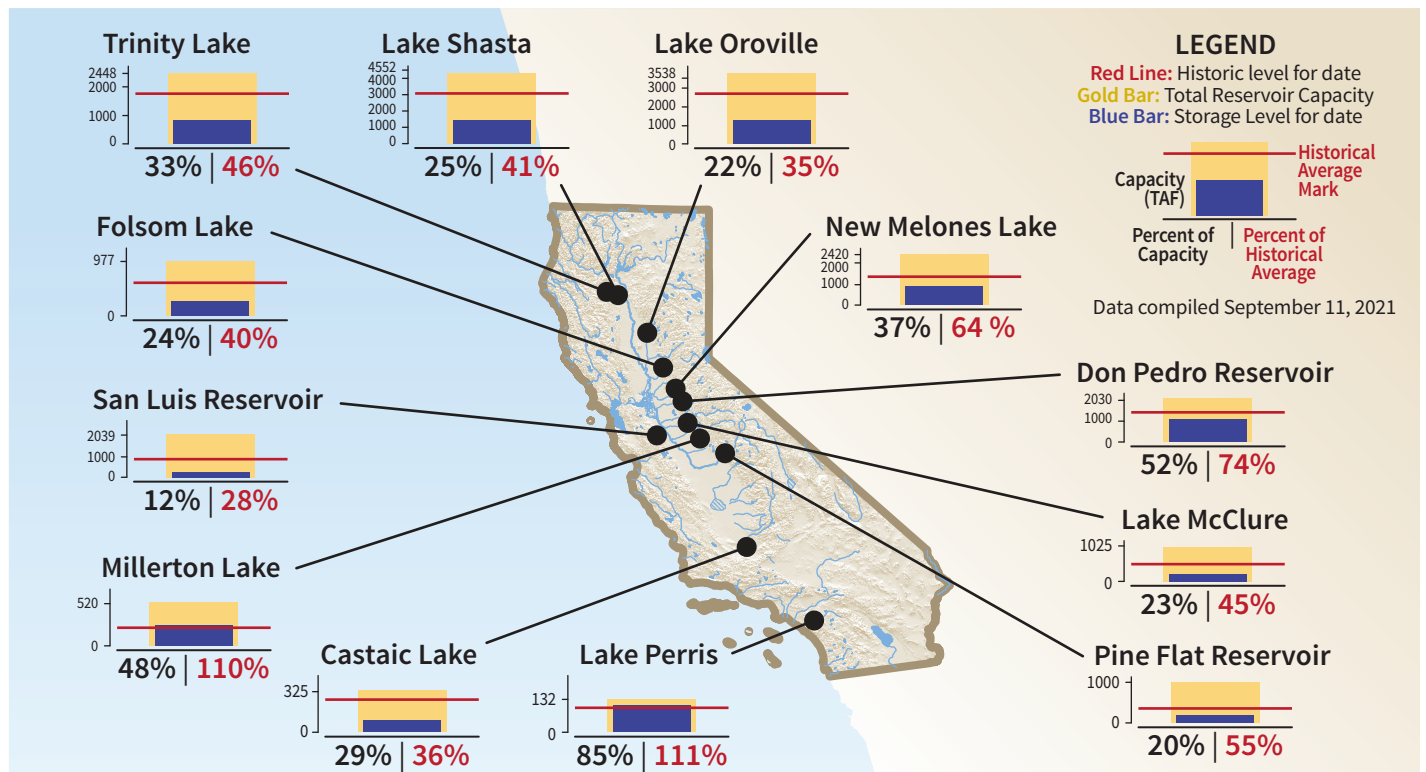 Trinity Lake
2448
2000
1000
0
33% | 46%
Lake Shasta
4552
4000
3000
2000
1000
0
25% | 41%
Lake Oroville
3538
3000
2000
1000
0
22% | 35%
LEGEND
Red Line: Historic level for date
Gold Bar: Total Reservoir Capacity
Blue Bar: Storage Level for date
Capacity
(TAF)
Historical
Average
Mark
Percent of
Capacity
Percent of
Historical
Average
Data compiled September 11, 2021
Folsom Lake
977
0
24% | 40%
New Melones Lake
2420
2000
1000
0
37% | 64 %
San Luis Reservoir
2039
1000
0
12% | 28%
Don Pedro Reservoir
2030
1000
0
52% | 74%
Lake McClure
1025
0
23% | 45%
Millerton Lake
520
0
48% | 110%
Castaic Lake
325
0
29% | 36%
Lake Perris
132
0
85% | 111%
Pine Flat Reservoir
1000
0
20% | 55%